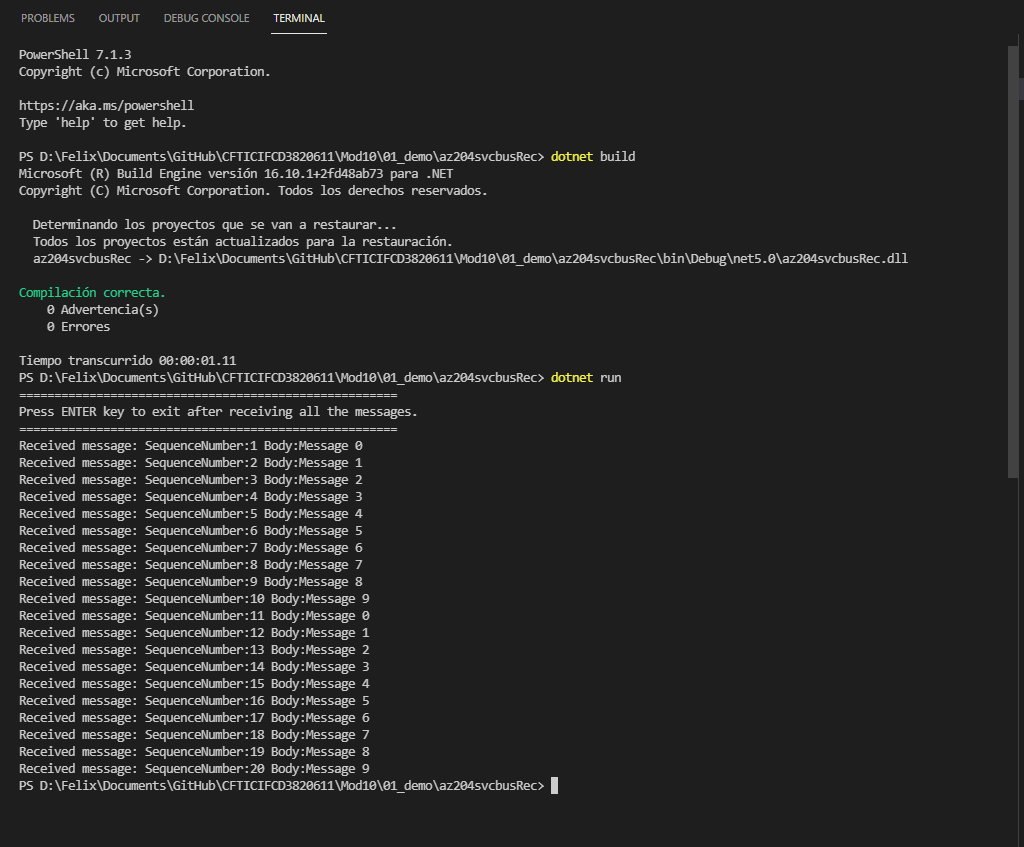 PROBLEMS OUTPUT DEBUG CONSOLE TERMINAL
PowerShell 7.1.3
Copyright (c) Microsoft Corporation.
https://aka.ms/powershell
Type 'help' to get help.
PS D:\Felix\Documents\GitHub\CFTICIFCD3820611\Mod10\01_demo\az204svcbusRec> dotnet build
Microsoft (R) Build Engine versión 16.10.1+2fd48ab73 para .NET
Copyright (C) Microsoft Corporation. Todos los derechos reservados.
Determinando los proyectos que se van a restaurar...
Todos los proyectos están actualizados para la restauración.
az204svcbusRec -> D:\Felix\Documents\GitHub\CFTICIFCD3820611\Mod10\01_demo\az204svcbusRec\bin\Debug\net5.0\az204svcbusRec.dll
Compilación correcta.
0 Advertencia(s)
0 Errores
Tiempo transcurrido 00:00:01.11
PS D:\Felix\Documents\GitHub\CFTICIFCD3820611\Mod10\01_demo\az204svcbusRec> dotnet run
======================================================
Press ENTER key to exit after receiving all the messages.
======================================================
Received message: SequenceNumber:1 Body:Message 0
Received message: SequenceNumber:2 Body:Message 1
Received message: SequenceNumber:3 Body:Message 2
Received message: SequenceNumber:4 Body:Message 3
Received message: SequenceNumber:5 Body:Message 4
Received message: SequenceNumber:6 Body:Message 5
Received message: SequenceNumber:7 Body:Message 6
Received message: SequenceNumber:8 Body:Message 7
Received message: SequenceNumber:9 Body:Message 8
Received message: SequenceNumber:10 Body:Message 9
Received message: SequenceNumber:11 Body:Message 0
Received message: SequenceNumber:12 Body:Message 1
Received message: SequenceNumber:13 Body:Message 2
Received message: SequenceNumber:14 Body:Message 3
Received message: SequenceNumber:15 Body:Message 4
Received message: SequenceNumber:16 Body:Message 5
Received message: SequenceNumber:17 Body:Message 6
Received message: SequenceNumber:18 Body:Message 7
Received message: SequenceNumber:19 Body:Message 8
Received message: SequenceNumber:20 Body:Message 9
PS D:\Felix\Documents\GitHub\CFTICIFCD3820611\Mod10\01_demo\az204svcbusRec>